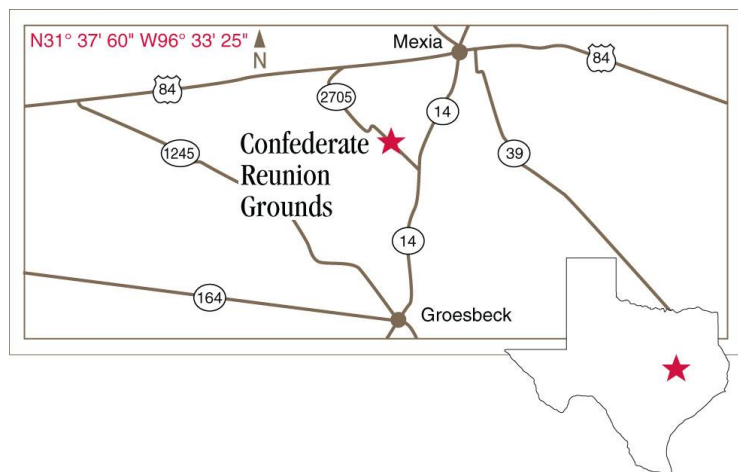 N31° 37' 60" W96° 33' 25"
N
Mexia
84
84
2705
14
Confederate
Reunion
Grounds
1245
39
14
164
Groesbeck